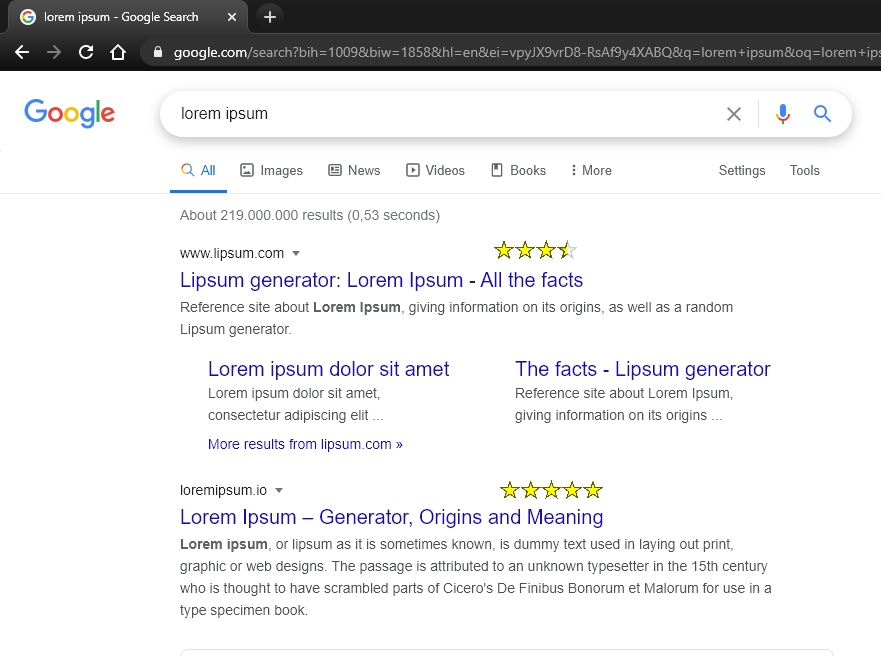 lorem ipsum - Google Search
google.com/search?bih=1009&biw=1858&hl=en&ei=vpyJX9vrD8-RsAf9y4XABQ&q=lorem+ipsum&oq=lorem+ips
Google
lorem ipsum
All Images News Videos Books More Settings Tools
About 219.000.000 results (0,53 seconds)
www.lipsum.com
Lipsum generator: Lorem Ipsum - All the facts
Reference site about Lorem Ipsum, giving information on its origins, as well as a random
Lipsum generator.
Lorem ipsum dolor sit amet
Lorem ipsum dolor sit amet,
consectetur adipiscing elit ...
The facts - Lipsum generator
Reference site about Lorem Ipsum,
giving information on its origins ...
More results from lipsum.com »
loremipsum.io
Lorem Ipsum – Generator, Origins and Meaning
Lorem ipsum, or lipsum as it is sometimes known, is dummy text used in laying out print,
graphic or web designs. The passage is attributed to an unknown typesetter in the 15th century
who is thought to have scrambled parts of Cicero's De Finibus Bonorum et Malorum for use in a
type specimen book.